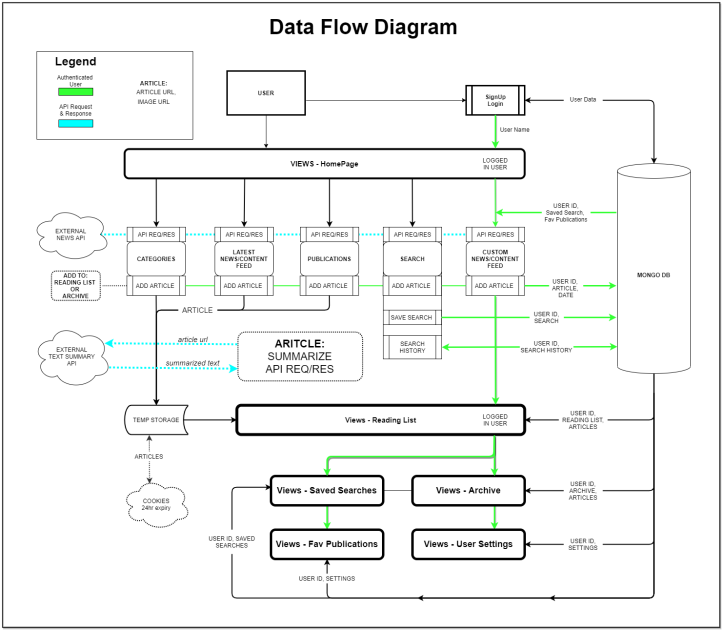 Data Flow Diagram
Legend
Authenticated
User
API Request
& Response
ARTICLE:
ARTICLE URL,
IMAGE URL
USER
SignUp
Login
User Data
User Name
VIEWS - HomePage
LOGGED
IN USER
USER ID,
Saved Search,
Fav Publications
EXTERNAL
NEWS API
API REQ/RES
API REQ/RES
API REQ/RES
API REQ/RES
API REQ/RES
CATEGORIES
LATEST
NEWS/CONTENT
FEED
PUBLICATIONS
SEARCH
CUSTOM
NEWS/CONTENT
FEED
MONGO DB
ADD TO:
READING LIST
OR
ARCHIVE
ADD ARTICLE
ADD ARTICLE
ADD ARTICLE
ADD ARTICLE
ADD ARTICLE
USER ID,
ARTICLE,
DATE
ARTICLE
SAVE SEARCH
USER ID,
SEARCH
EXTERNAL
TEXT SUMMARY
API
article url
summarized text
ARITCLE:
SUMMARIZE
API REQ/RES
SEARCH
HISTORY
USER ID,
SEARCH HISTORY
TEMP STORAGE
Views - Reading List
LOGGED
IN USER
USER ID,
READING LIST,
ARTICLES
ARTICLES
COOKIES
24hr expiry
Views - Saved Searches
Views - Archive
USER ID,
ARCHIVE,
ARTICLES
USER ID, SAVED
SEARCHES
Views - Fav Publications
Views - User Settings
USER ID,
SETTINGS
USER ID, SETTINGS